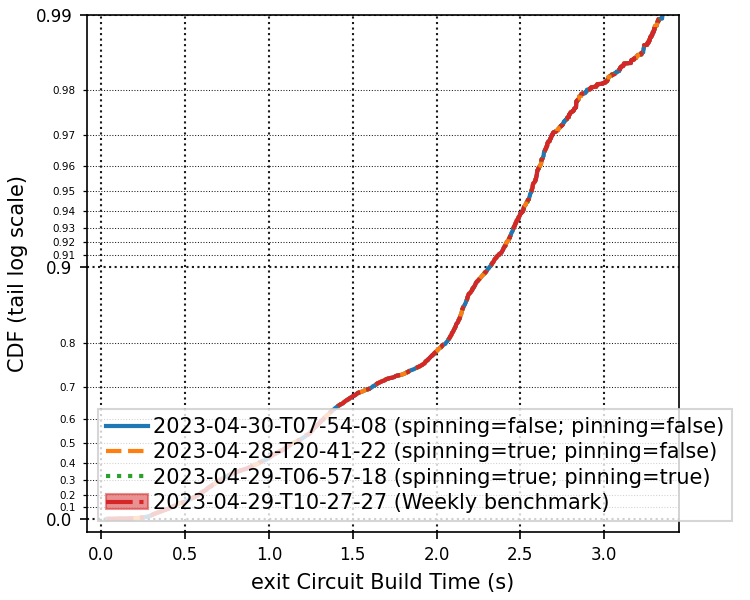 0.99
0.98
0.97
0.96
0.95
0.94
0.93
0.92
0.91
0.9
0.8
0.7
0.6
0.5
0.4
0.3
0.2
0.1
0.0
CDF (tail log scale)
2023-04-30-T07-54-08 (spinning=false; pinning=false)
2023-04-28-T20-41-22 (spinning=true; pinning=false)
2023-04-29-T06-57-18 (spinning=true; pinning=true)
2023-04-29-T10-27-27 (Weekly benchmark)
0.0 0.5 1.0 1.5 2.0 2.5 3.0
exit Circuit Build Time (s)